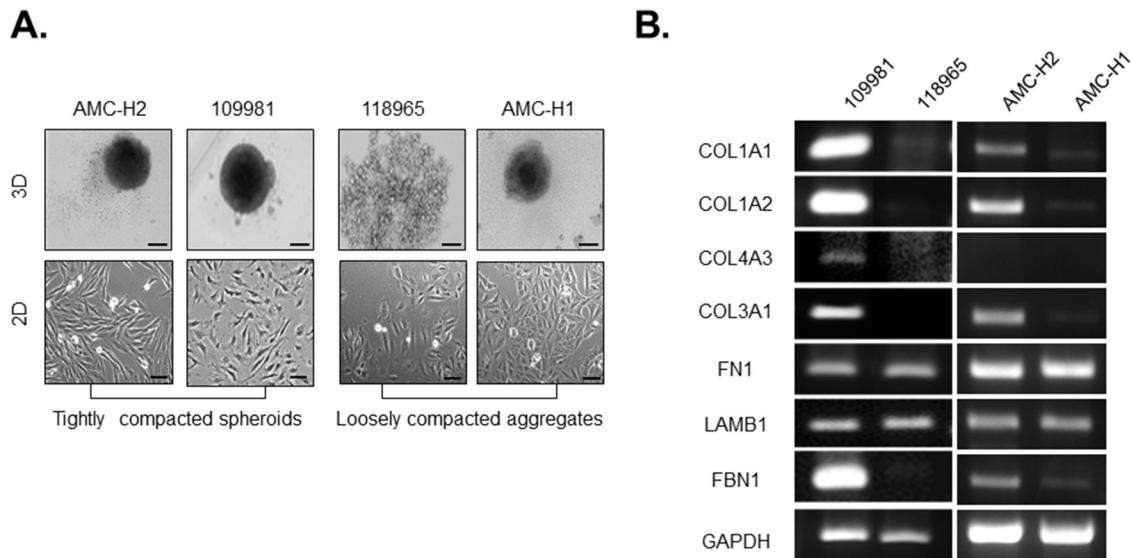 A.
AMC-H2 109981 118965 AMC-H1
3D
2D
Tightly compacted spheroids Loosely compacted aggregates
B.
109981 118965 AMC-H2 AMC-H1
COL1A1
COL1A2
COL4A3
COL3A1
FN1
LAMB1
FBN1
GAPDH